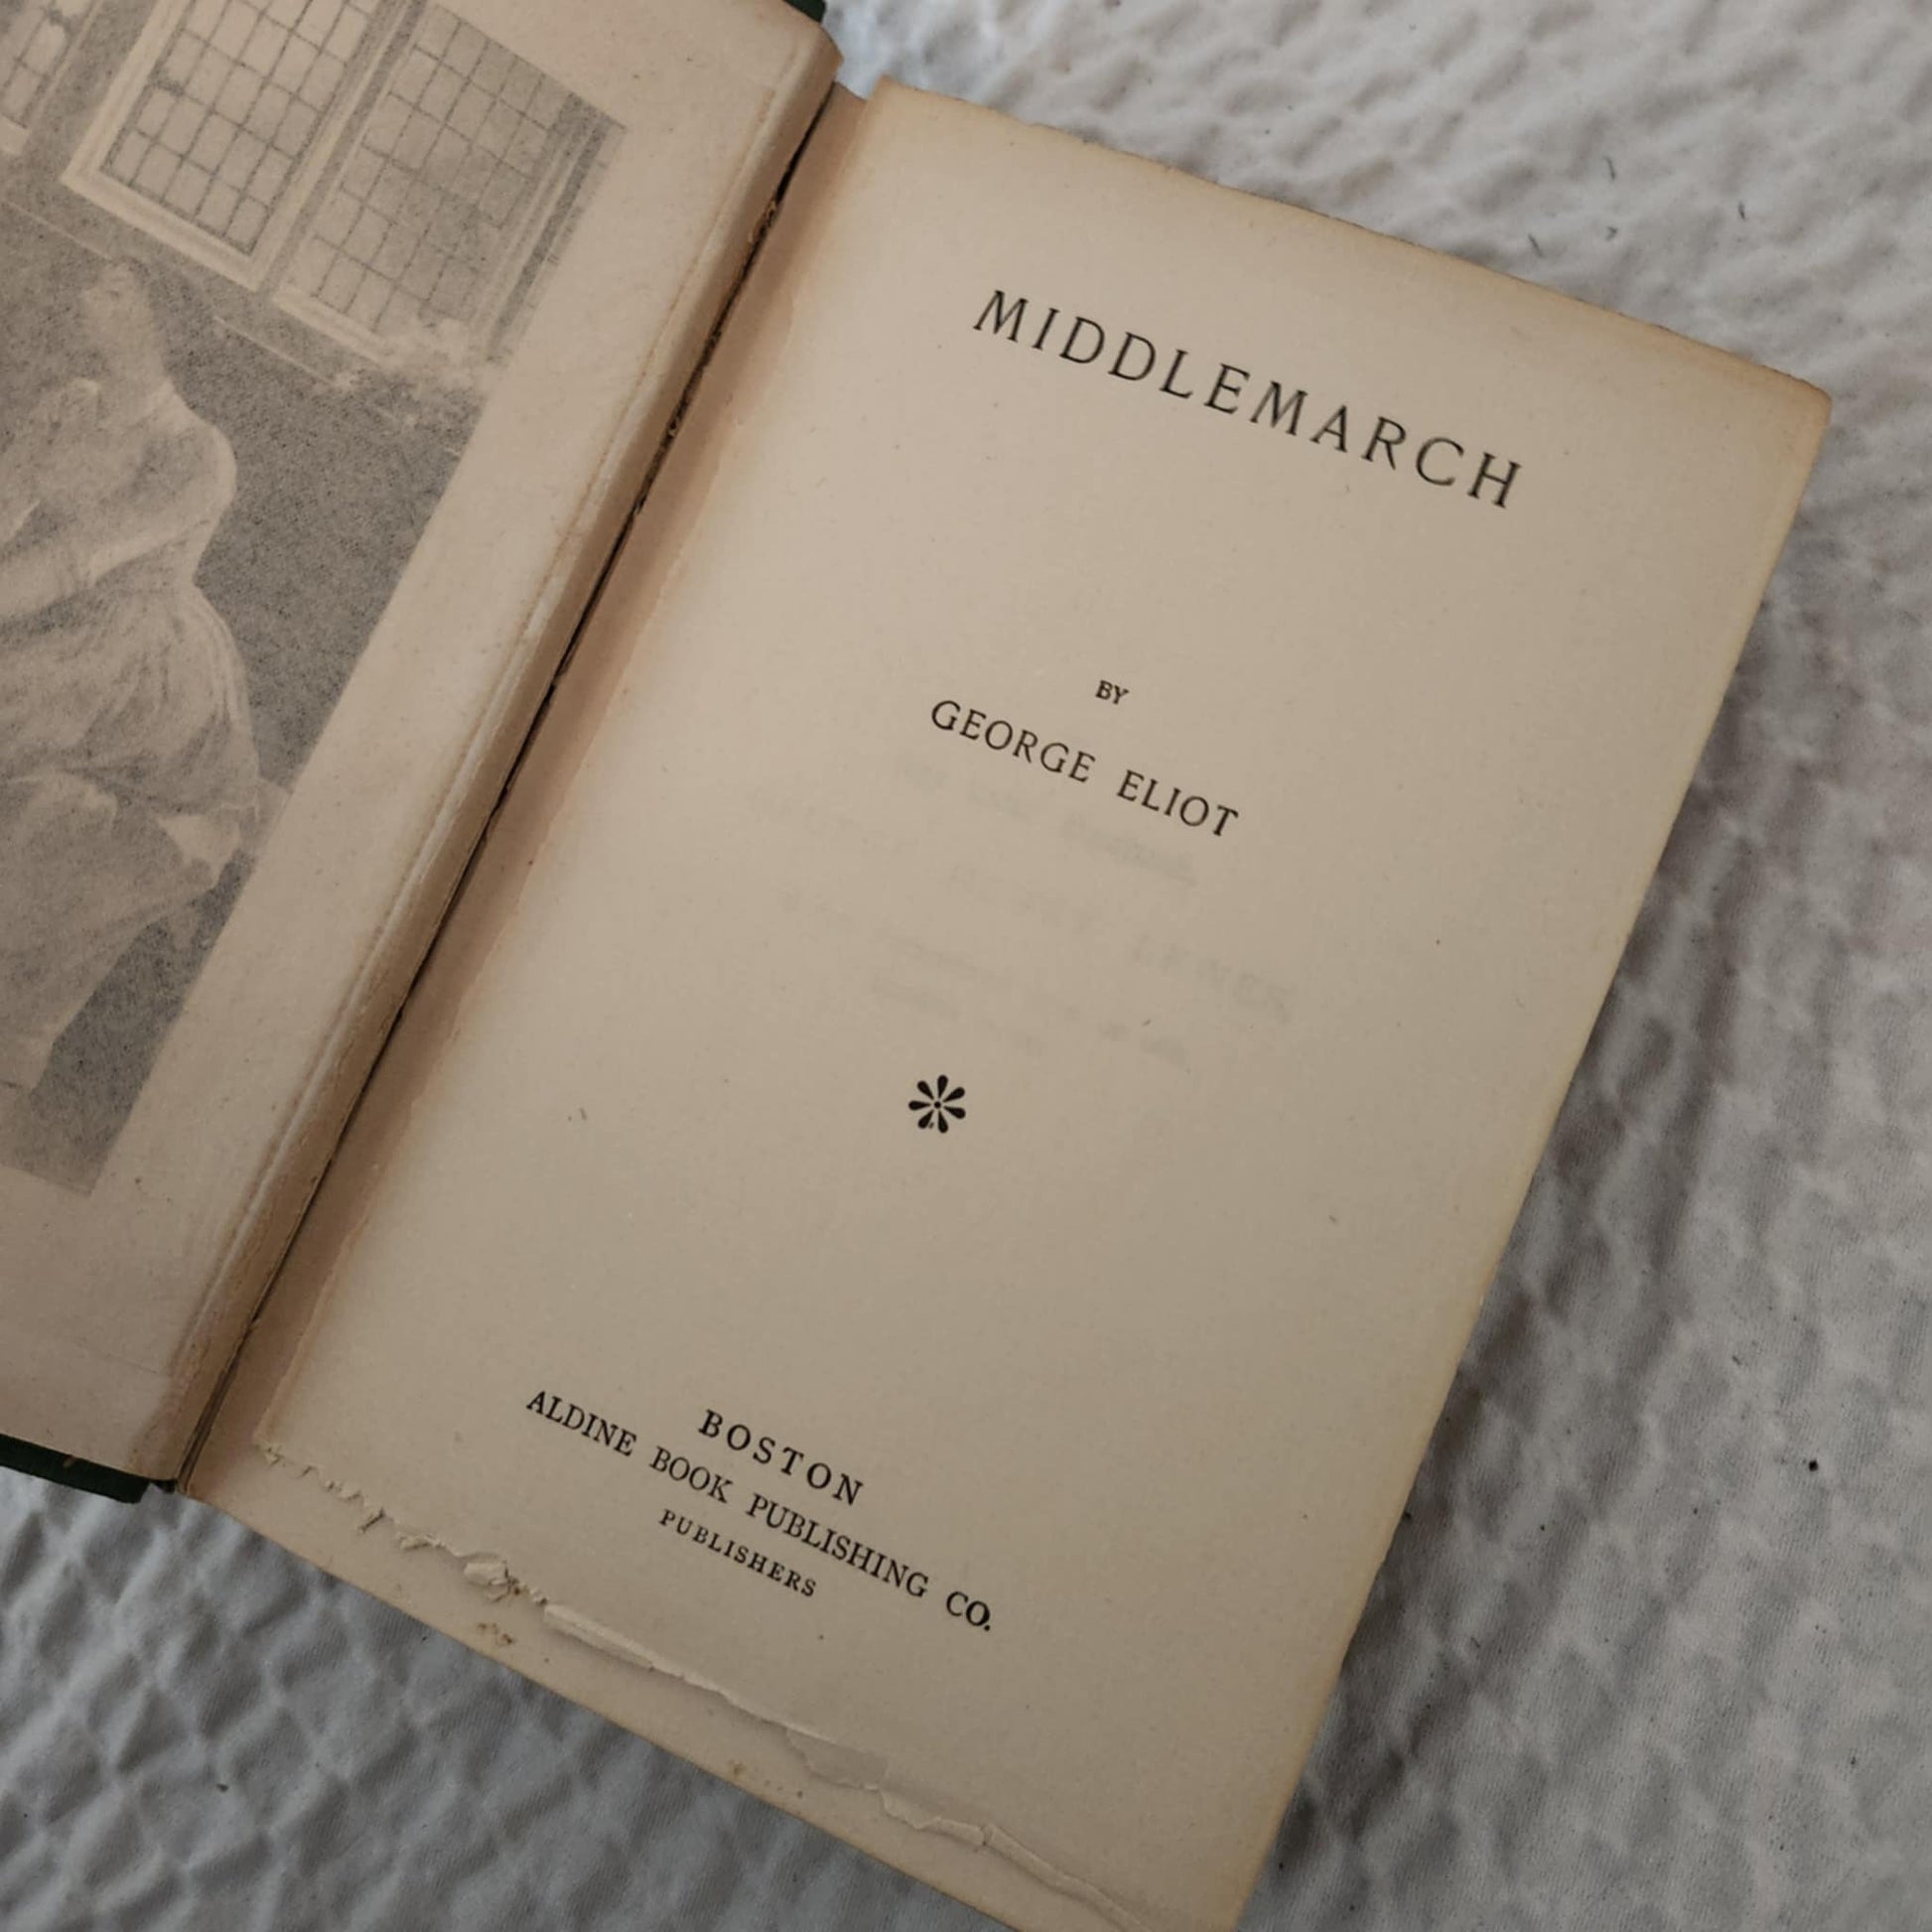 MIDDLEMARCH
BY
GEORGE ELIOT
BOSTON
ALDINE BOOK PUBLISHING CO.
PUBLISHERS